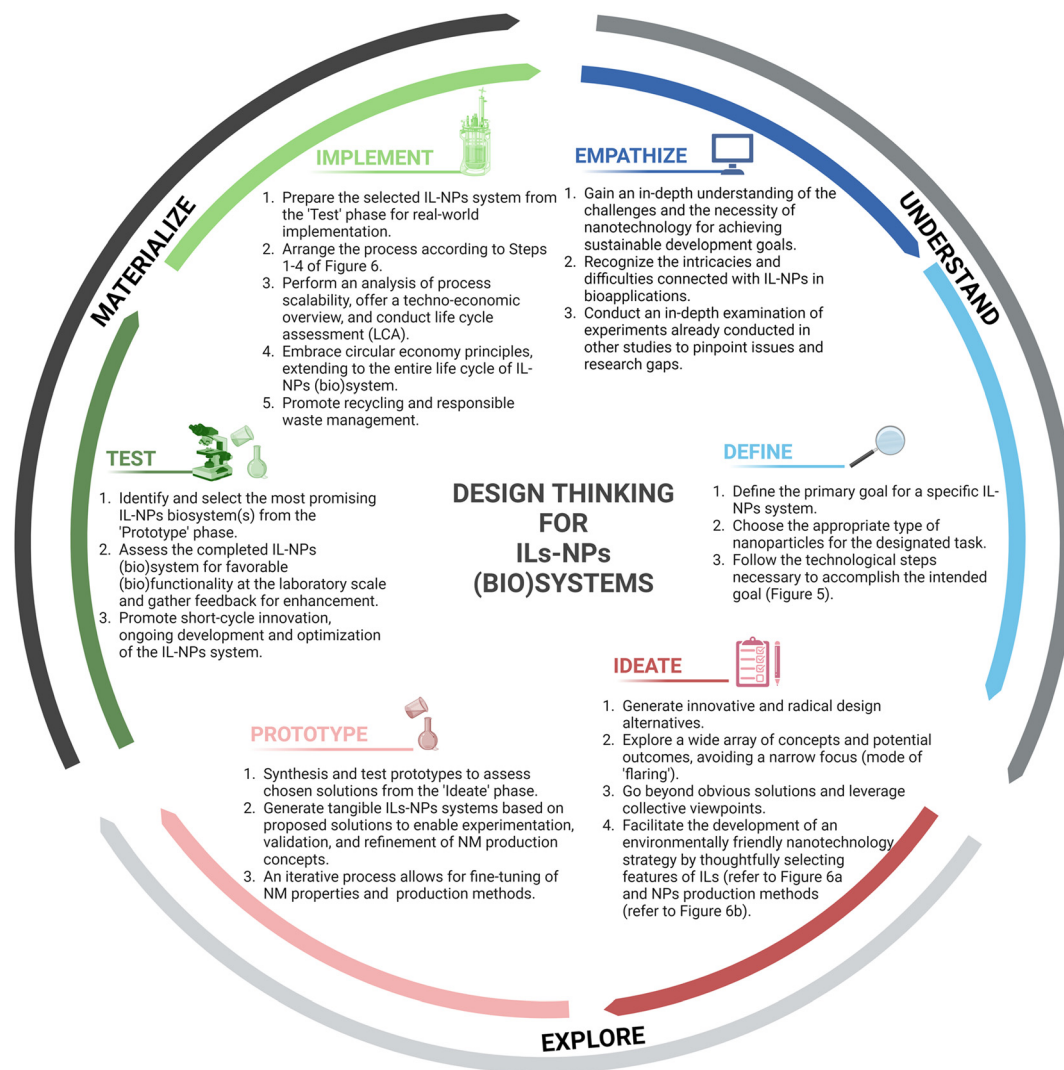 MATERIALIZE
UNDERSTAND
EXPLORE
DESIGN THINKING
FOR
ILs-NPs
(BIO)SYSTEMS
EMPATHIZE
1. Gain an in-depth understanding of the
challenges and the necessity of
nanotechnology for achieving
sustainable development goals.
2. Recognize the intricacies and
difficulties connected with IL-NPs in
bioapplications.
3. Conduct an in-depth examination of
experiments already conducted in
other studies to pinpoint issues and
research gaps.
DEFINE
1. Define the primary goal for a specific IL-
NPs system.
2. Choose the appropriate type of
nanoparticles for the designated task.
3. Follow the technological steps
necessary to accomplish the intended
goal (Figure 5).
IDEATE
1. Generate innovative and radical design
alternatives.
2. Explore a wide array of concepts and potential
outcomes, avoiding a narrow focus (mode of
'flaring').
3. Go beyond obvious solutions and leverage
collective viewpoints.
4. Facilitate the development of an
environmentally friendly nanotechnology
strategy by thoughtfully selecting
features of ILs (refer to Figure 6a
and NPs production methods
(refer to Figure 6b).
PROTOTYPE
1. Synthesis and test prototypes to assess
chosen solutions from the 'Ideate' phase.
2. Generate tangible ILs-NPs systems based on
proposed solutions to enable experimentation,
validation, and refinement of NM production
concepts.
3. An iterative process allows for fine-tuning of
NM properties and production methods.
TEST
1. Identify and select the most promising
IL-NPs biosystem(s) from the
'Prototype' phase.
2. Assess the completed IL-NPs
(bio)system for favorable
(bio)functionality at the laboratory scale
and gather feedback for enhancement.
3. Promote short-cycle innovation,
ongoing development and optimization
of the IL-NPs system.
IMPLEMENT
1. Prepare the selected IL-NPs system from
the 'Test' phase for real-world
implementation.
2. Arrange the process according to Steps
1-4 of Figure 6.
3. Perform an analysis of process
scalability, offer a techno-economic
overview, and conduct life cycle
assessment (LCA).
4. Embrace circular economy principles,
extending to the entire life cycle of IL-
NPs (bio)system.
5. Promote recycling and responsible
waste management.